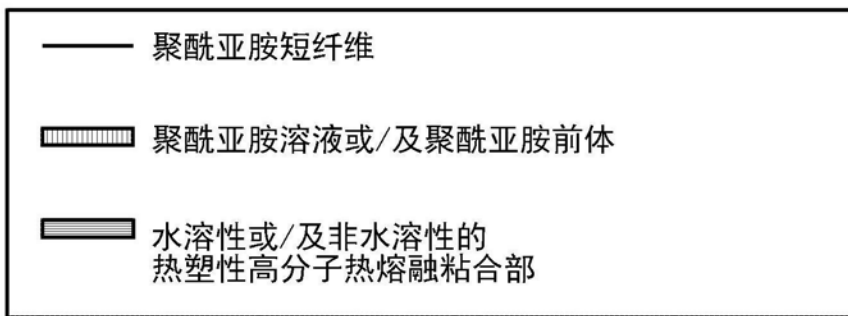 聚酰亚胺短纤维
聚酰亚胺溶液或/及聚酰亚胺前体
水溶性或/及非水溶性的
热塑性高分子热熔融粘合部